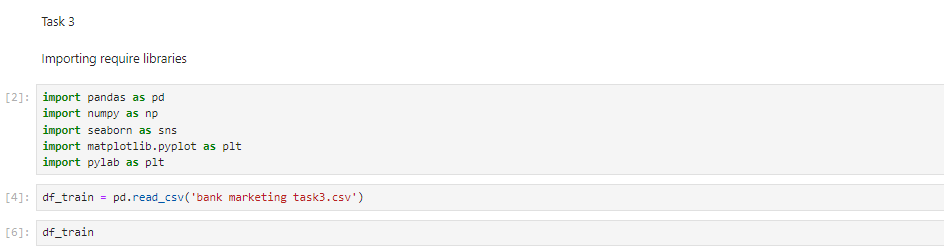 Task 3
Importing require libraries
[2]: import pandas as pd
import numpy as np
import seaborn as sns
import matplotlib.pyplot as plt
import pylab as plt
[4]: df_train = pd.read_csv('bank marketing task3.csv')
[6]: df_train